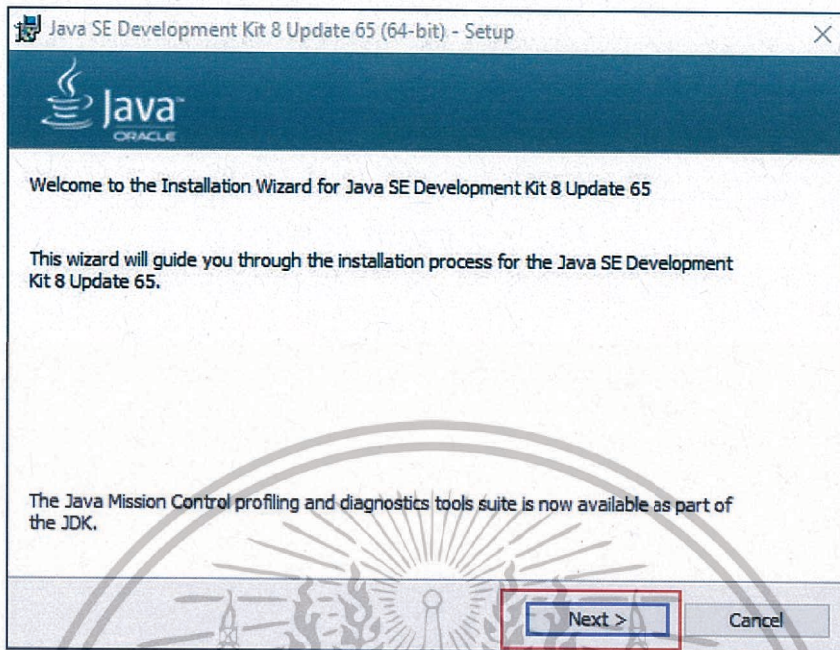 Java SE Development Kit 8 Update 65 (64-bit) - Setup
Java™
ORACLE
Welcome to the Installation Wizard for Java SE Development Kit 8 Update 65
This wizard will guide you through the installation process for the Java SE Development
Kit 8 Update 65.
The Java Mission Control profiling and diagnostics tools suite is now available as part of
the JDK.
Next >
Cancel